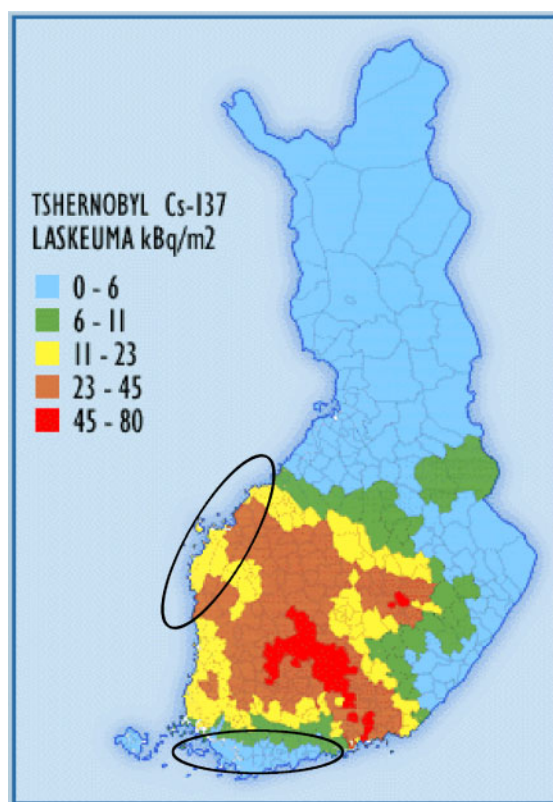 TSHERNOBYL Cs-137
LASKEUMA kBq/m2
0 - 6
6 - 11
11 - 23
23 - 45
45 - 80